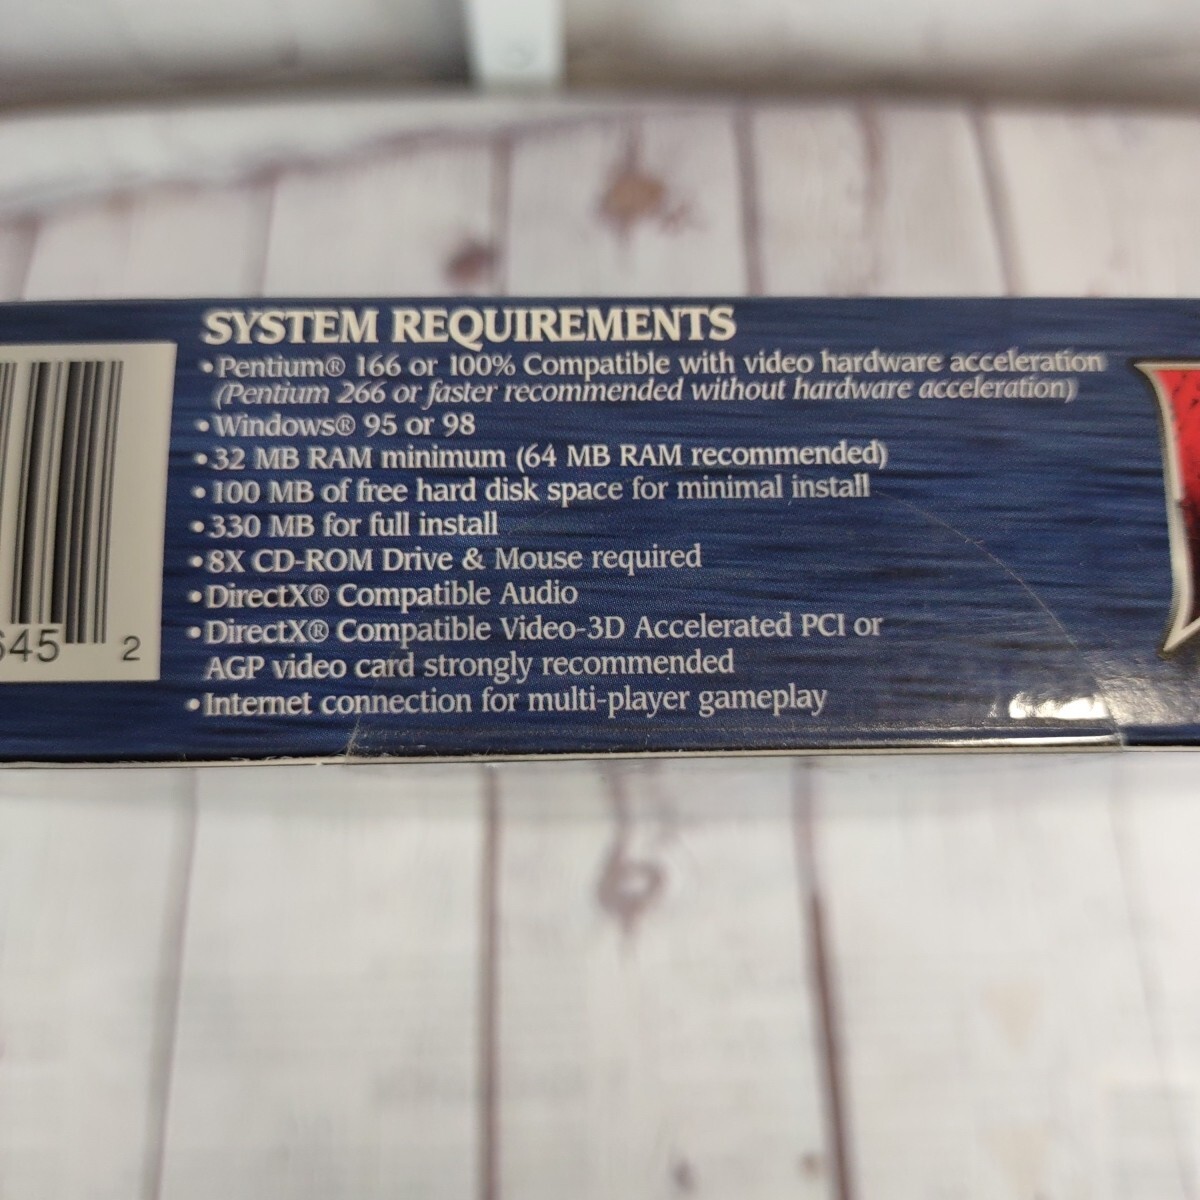 SYSTEM REQUIREMENTS
• Pentium® 166 or 100% Compatible with video hardware acceleration
(Pentium 266 or faster recommended without hardware acceleration)
• Windows® 95 or 98
• 32 MB RAM minimum (64 MB RAM recommended)
• 100 MB of free hard disk space for minimal install
• 330 MB for full install
• 8X CD-ROM Drive & Mouse required
• DirectX® Compatible Audio
• DirectX® Compatible Video-3D Accelerated PCI or
AGP video card strongly recommended
• Internet connection for multi-player gameplay
645 2